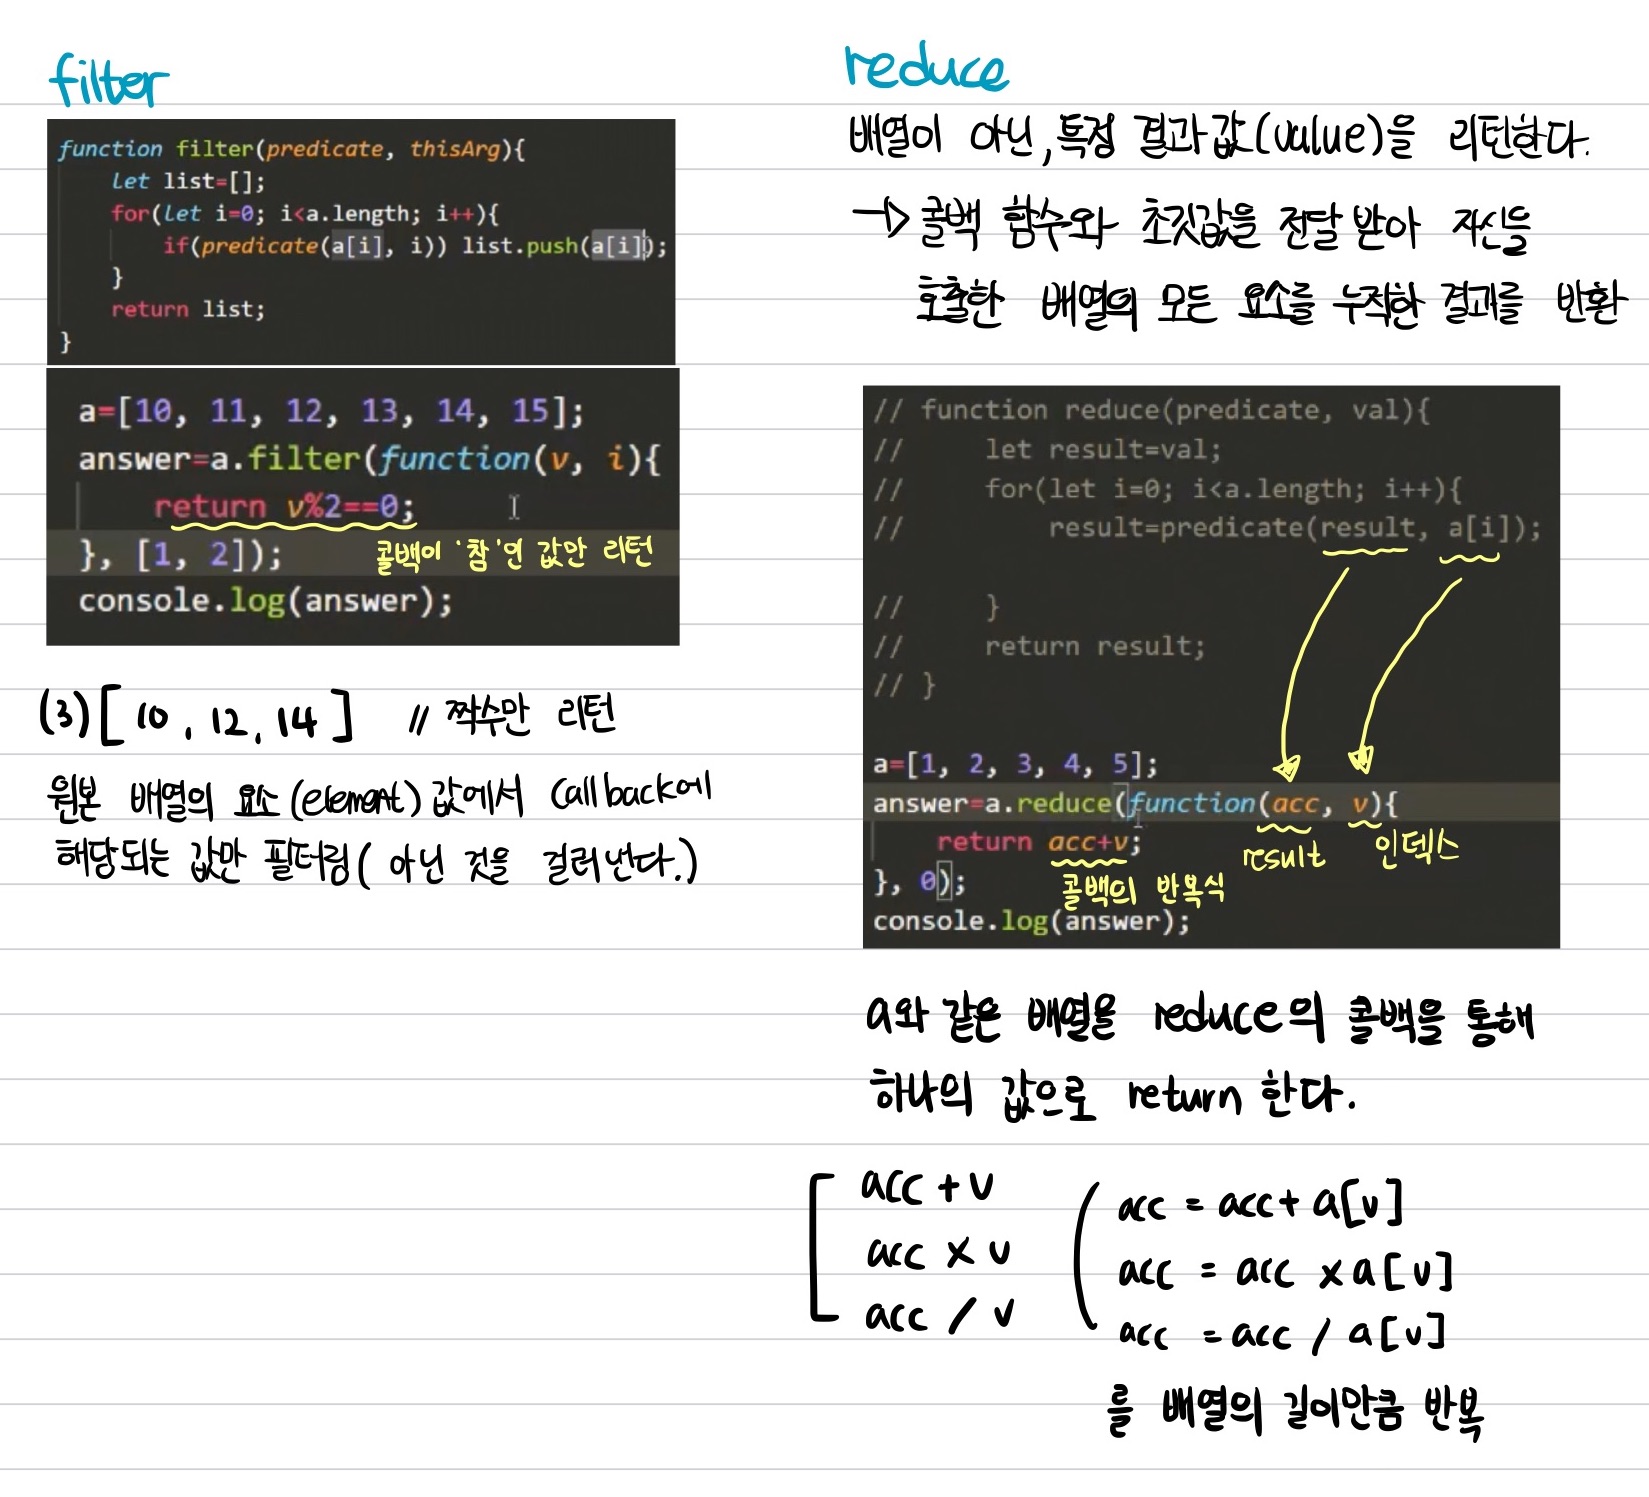 filter
function filter(predicate, thisArg){
let list=[];
for(let i=0; i<a.length; i++){
if(predicate(a[i], i)) list.push(a[i]);
}
return list;
}
a=[10, 11, 12, 13, 14, 15];
answer=a.filter(function(v, i){
return v%2==0;
}, [1, 2]);
콜백이 '참'인 값만 리턴
console.log(answer);
(3)[10, 12, 14] // 짝수만 리턴
원본 배열의 요소(element) 값에서 callback에
해당되는 값만 필터링( 아닌 것을 걸러낸다.)
reduce
배열이 아닌, 특정 결과값(value)을 리턴한다.
→ 콜백 함수와 초깃값을 전달 받아 자신을
호출한 배열의 모든 요소를 누적한 결과를 반환
// function reduce(predicate, val){
// let result=val;
// for(let i=0; i<a.length; i++){
// result=predicate(result, a[i]);
// }
// return result;
// }
a=[1, 2, 3, 4, 5];
answer=a.reduce(function(acc, v){
return acc+v;
result 인덱스
}, 0);
콜백의 반복식
console.log(answer);
a와 같은 배열을 reduce의 콜백을 통해
하나의 값으로 return 한다.
acc + v
acc x v
acc / v
acc = acc + a[v]
acc = acc x a[v]
acc = acc / a[v]
를 배열의 길이만큼 반복